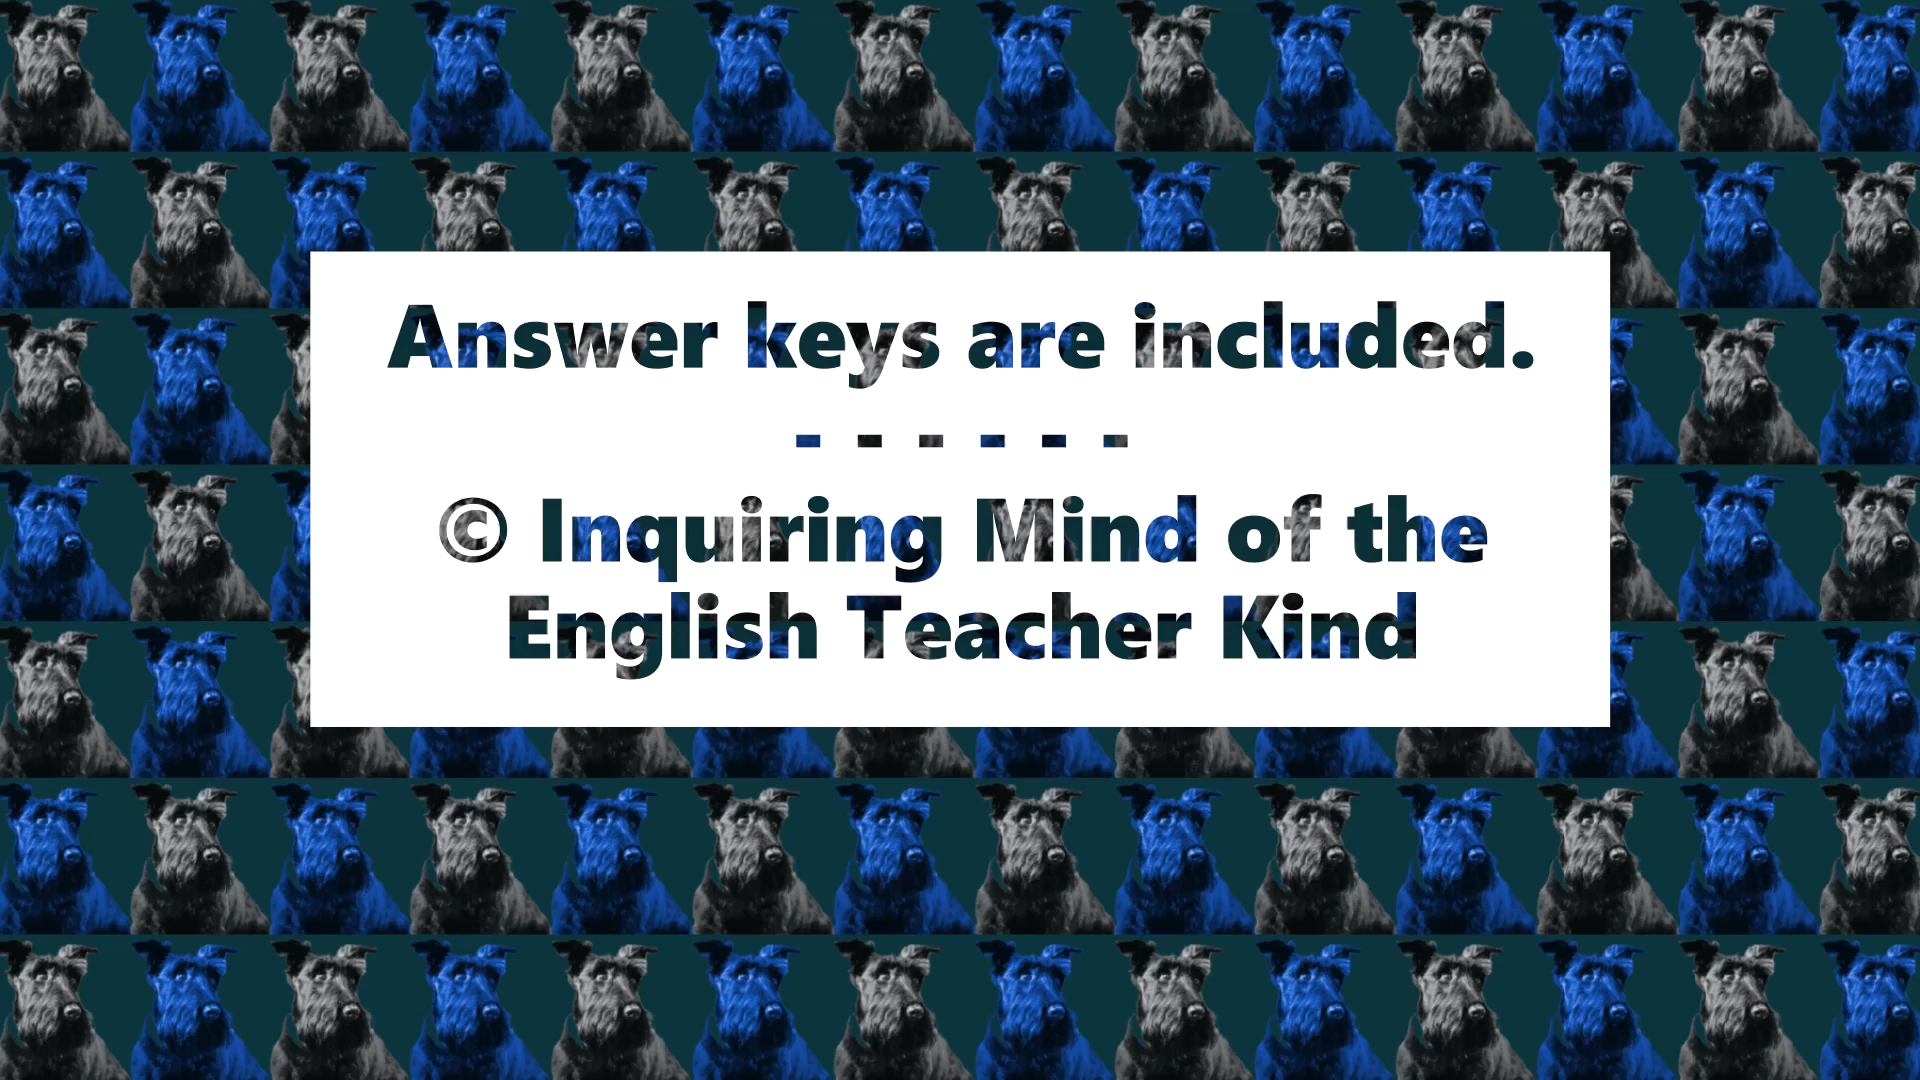 Answer keys are included.
- - - - - -
© Inquiring Mind of the
English Teacher Kind